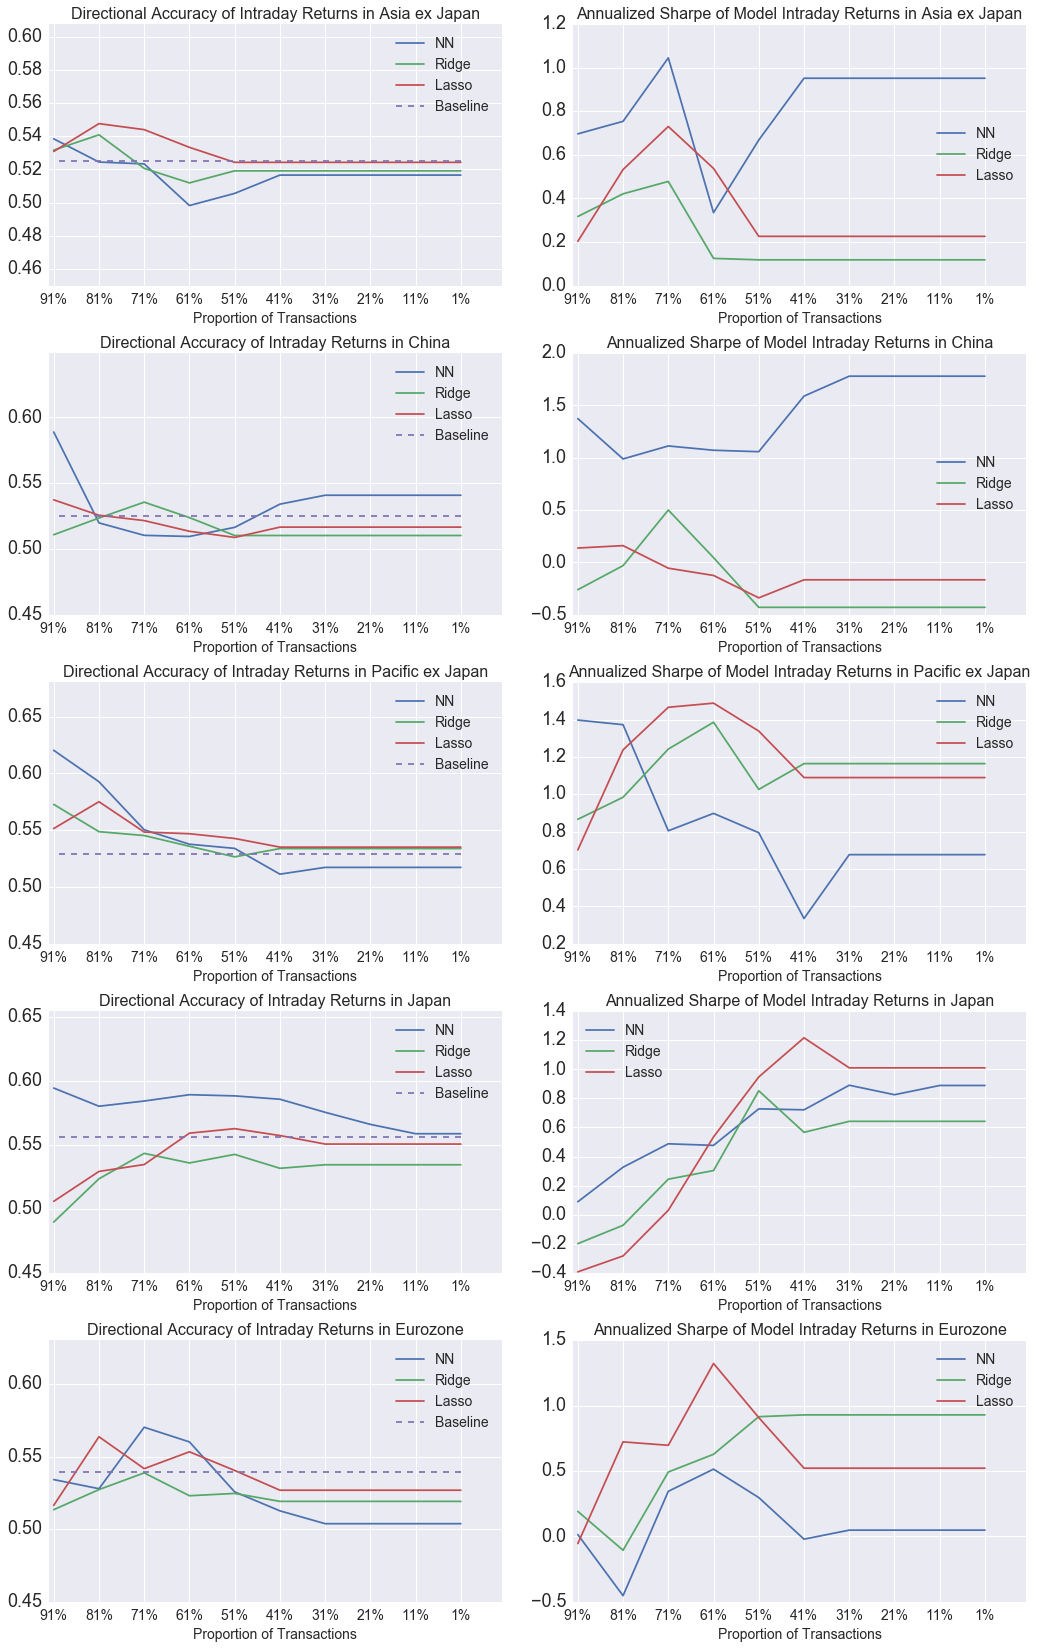 Directional Accuracy of Intraday Returns in Asia ex Japan
0.60
0.58
0.56
0.54
0.52
0.50
0.48
0.46
NN
Ridge
Lasso
Baseline
91% 81% 71% 61% 51% 41% 31% 21% 11% 1%
Proportion of Transactions
Annualized Sharpe of Model Intraday Returns in Asia ex Japan
1.2
1.0
0.8
0.6
0.4
0.2
0.0
NN
Ridge
Lasso
91% 81% 71% 61% 51% 41% 31% 21% 11% 1%
Proportion of Transactions
Directional Accuracy of Intraday Returns in China
0.60
0.55
0.50
0.45
NN
Ridge
Lasso
Baseline
91% 81% 71% 61% 51% 41% 31% 21% 11% 1%
Proportion of Transactions
Annualized Sharpe of Model Intraday Returns in China
2.0
1.5
1.0
0.5
0.0
−0.5
NN
Ridge
Lasso
91% 81% 71% 61% 51% 41% 31% 21% 11% 1%
Proportion of Transactions
Directional Accuracy of Intraday Returns in Pacific ex Japan
0.65
0.60
0.55
0.50
0.45
NN
Ridge
Lasso
Baseline
91% 81% 71% 61% 51% 41% 31% 21% 11% 1%
Proportion of Transactions
Annualized Sharpe of Model Intraday Returns in Pacific ex Japan
1.6
1.4
1.2
1.0
0.8
0.6
0.4
0.2
NN
Ridge
Lasso
91% 81% 71% 61% 51% 41% 31% 21% 11% 1%
Proportion of Transactions
Directional Accuracy of Intraday Returns in Japan
0.65
0.60
0.55
0.50
0.45
NN
Ridge
Lasso
Baseline
91% 81% 71% 61% 51% 41% 31% 21% 11% 1%
Proportion of Transactions
Annualized Sharpe of Model Intraday Returns in Japan
1.4
1.2
1.0
0.8
0.6
0.4
0.2
0.0
−0.2
−0.4
NN
Ridge
Lasso
91% 81% 71% 61% 51% 41% 31% 21% 11% 1%
Proportion of Transactions
Directional Accuracy of Intraday Returns in Eurozone
0.60
0.55
0.50
0.45
NN
Ridge
Lasso
Baseline
91% 81% 71% 61% 51% 41% 31% 21% 11% 1%
Proportion of Transactions
Annualized Sharpe of Model Intraday Returns in Eurozone
1.5
1.0
0.5
0.0
−0.5
NN
Ridge
Lasso
91% 81% 71% 61% 51% 41% 31% 21% 11% 1%
Proportion of Transactions